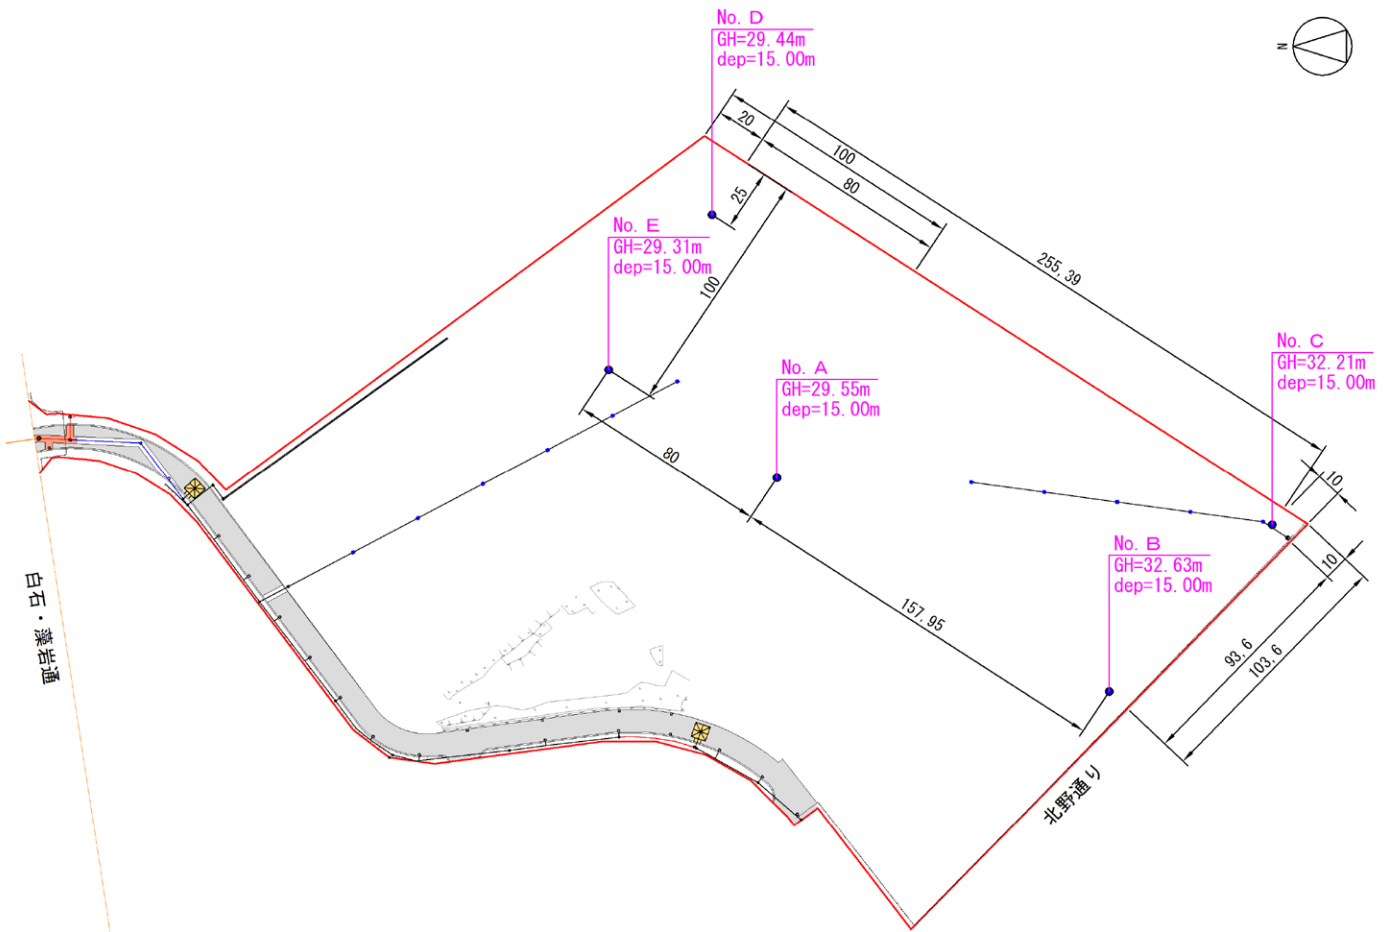 No. D
GH=29.44m
dep=15.00m
N
20
100
80
25
No. E
GH=29.31m
dep=15.00m
100
255,39
No. C
GH=32.21m
dep=15.00m
No. A
GH=29.55m
dep=15.00m
80
10
No. B
GH=32.63m
dep=15.00m
10
157,95
93,6
103,6
白石・藻岩通
北野通り